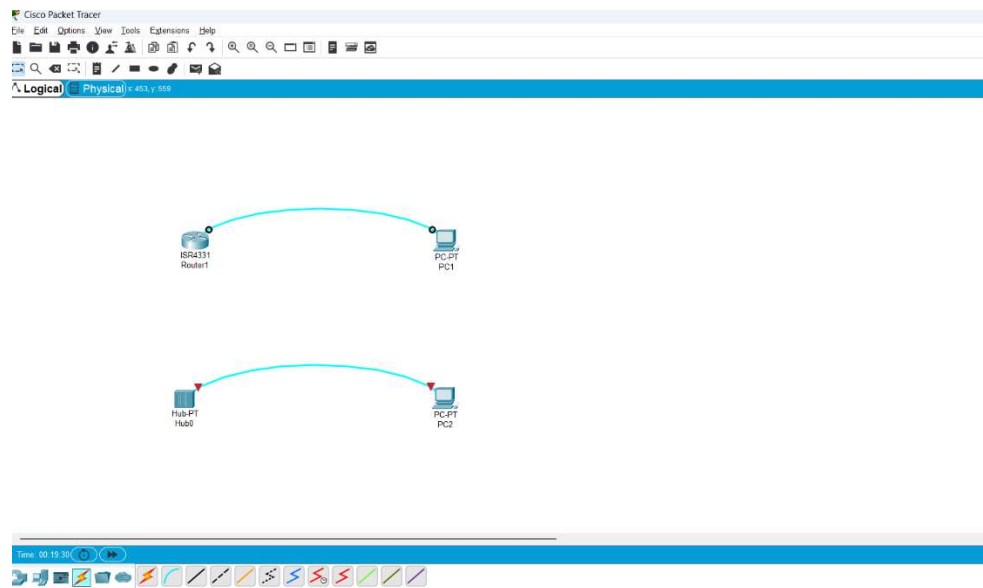 Cisco Packet Tracer
File Edit Options View Tools Extensions Help
Logical Physical x: 453, y: 559
ISR4331
Router1
PC-PT
PC1
Hub-PT
Hub0
PC-PT
PC2
Time: 00:19:30